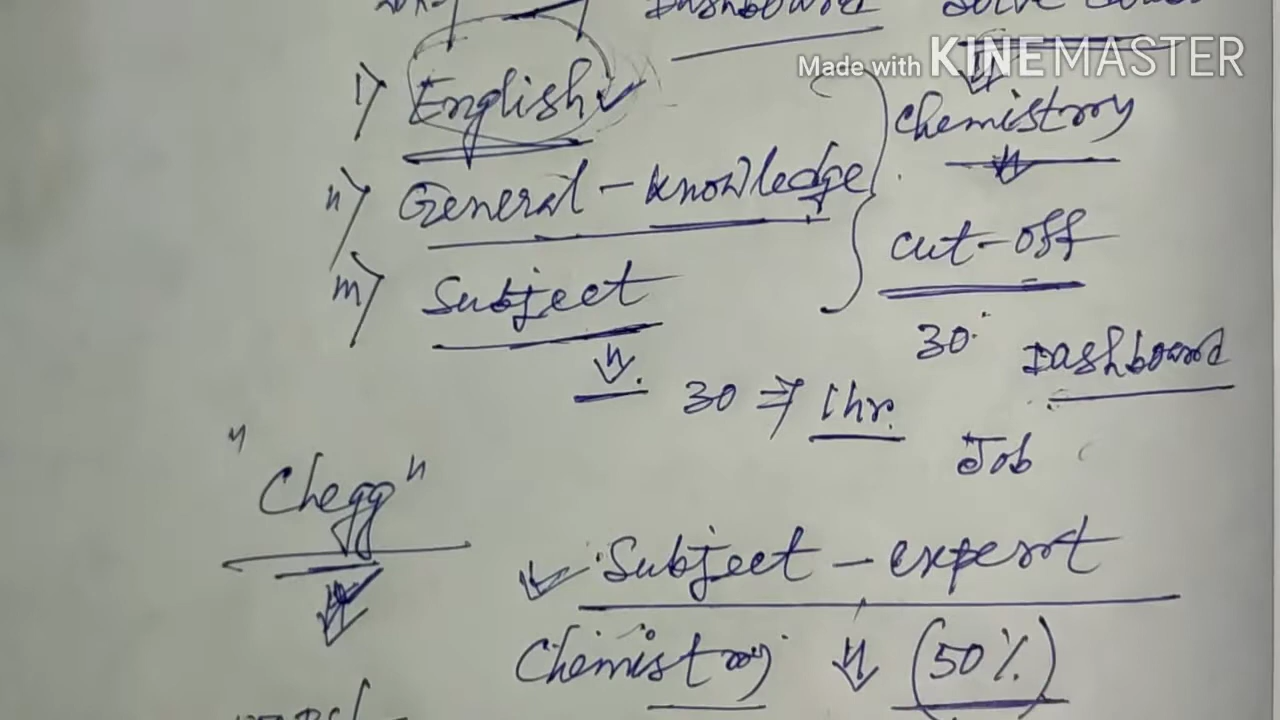 Dashboard Solve
Made with KINEMASTER
i) English ✓
Chemistry
ii) General - knowledge
cut-off
iii) Subject
30
Dashboard
30 ⇒ 1hr.
Job
"Chegg"
Subject - expert
Chemistry (50%)